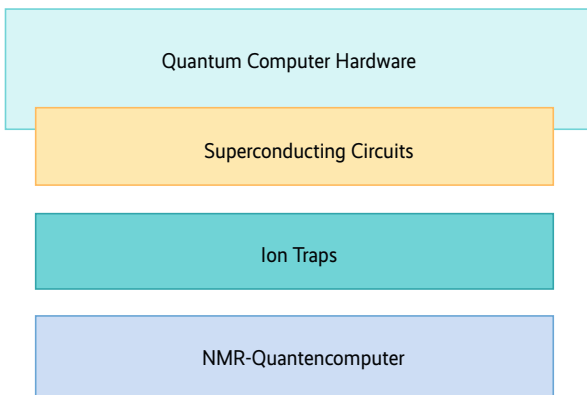 Quantum Computer Hardware
Superconducting Circuits
Ion Traps
NMR-Quantencomputer